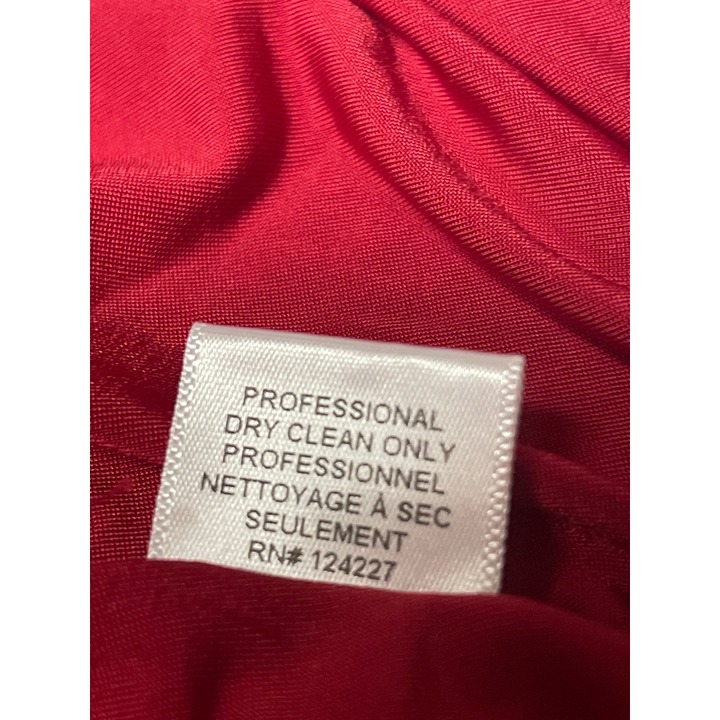 PROFESSIONAL
DRY CLEAN ONLY
PROFESSIONNEL
NETTOYAGE À SEC
SEULEMENT
RN# 124227